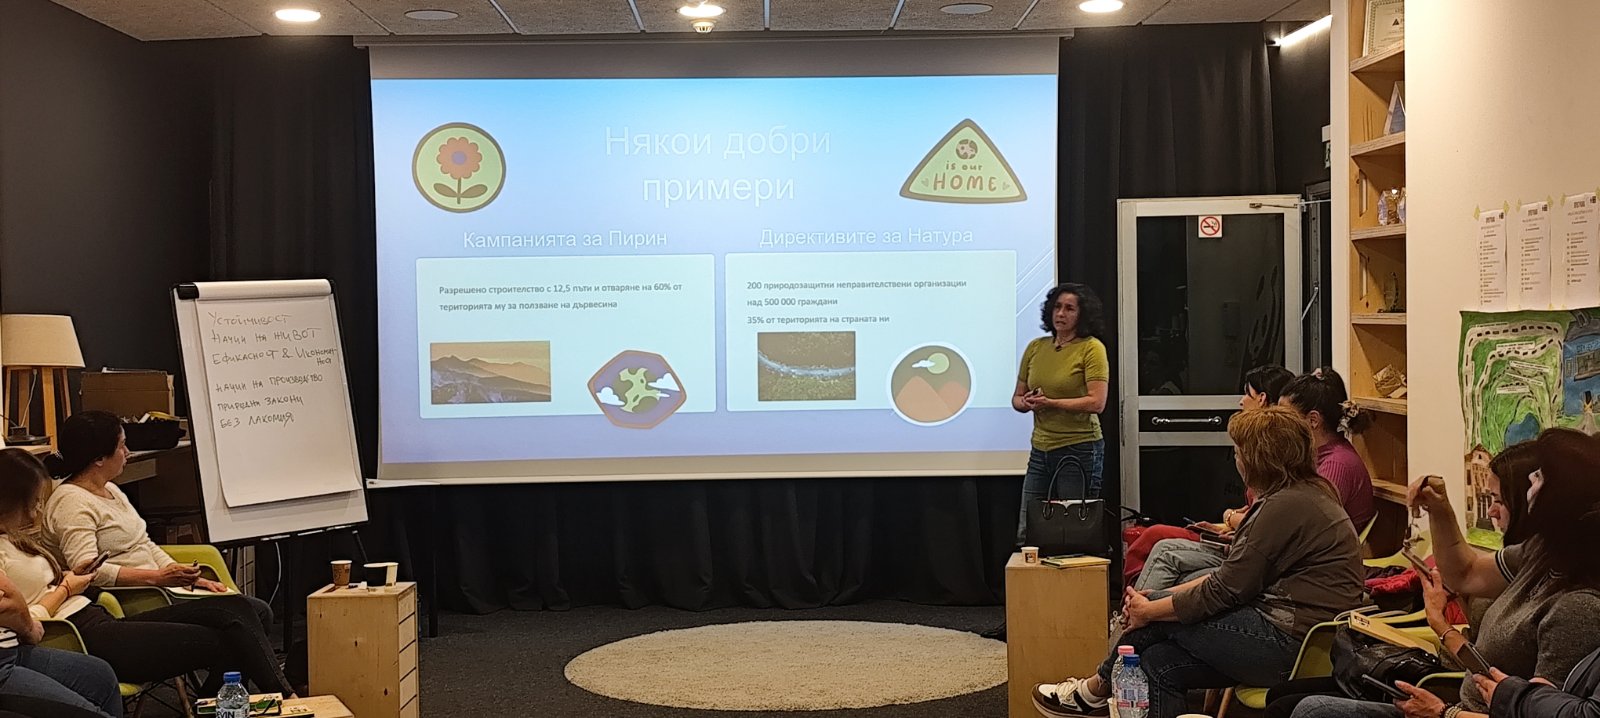 Някои добри
примери
is our
HOME
Кампанията за Пирин
Разрешено строителство с 12,5 пъти и отваряне на 60% от
територията му за ползване на дървесина
Директивите за Натура
200 природозащитни неправителствени организации
над 500 000 граждани
35% от територията на страната ни
Устойчивост
Начин на живот
Ефикасност & Икономич
ност
начин на производство
природни закони
без лакомия